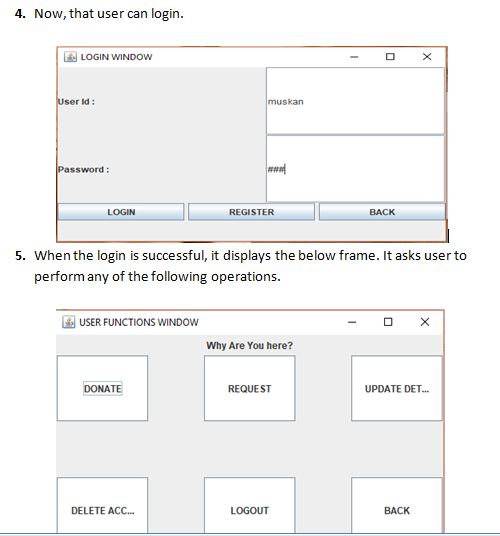 4. Now, that user can login.
LOGIN WINDOW
User Id :
muskan
Password :
###
LOGIN
REGISTER
BACK
5. When the login is successful, it displays the below frame. It asks user to
perform any of the following operations.
USER FUNCTIONS WINDOW
Why Are You here?
DONATE
REQUEST
UPDATE DET...
DELETE ACC...
LOGOUT
BACK